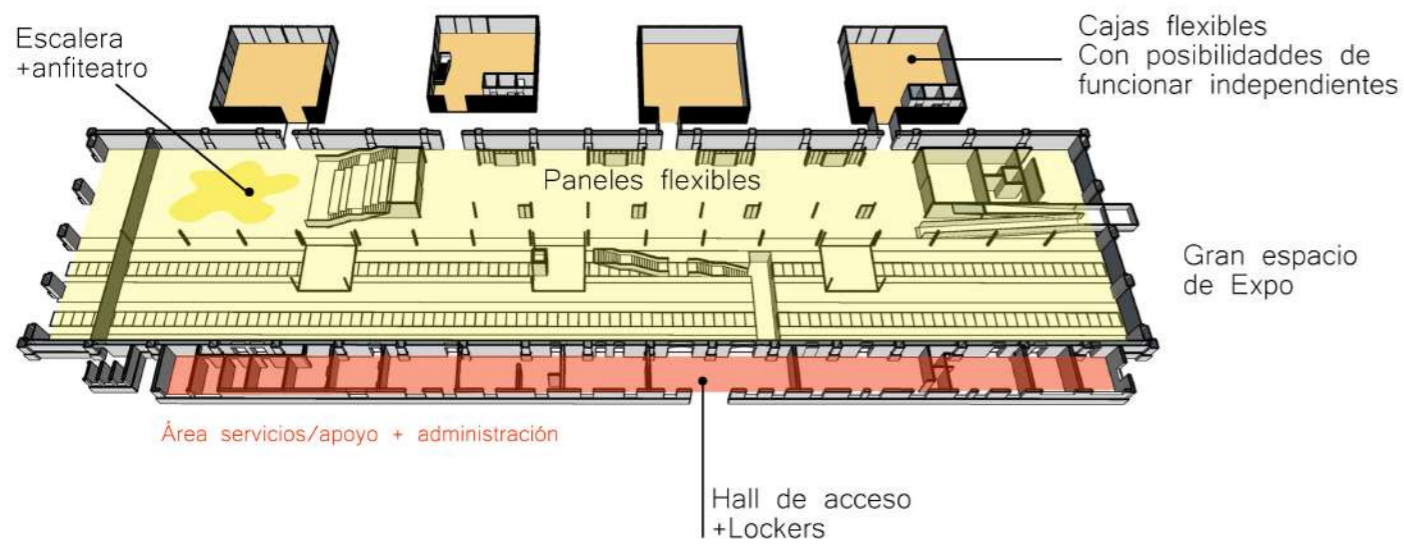 Escalera
+anfiteatro
Cajas flexibles
Con posibilidaddes de
funcionar independientes
Paneles flexibles
Gran espacio
de Expo
Área servicios/apoyo + administración
Hall de acceso
+Lockers